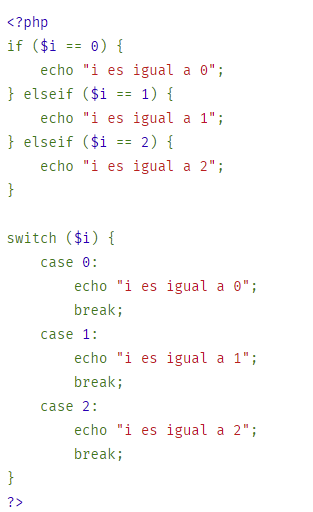 <?php
if ($i == 0) {
    echo "i es igual a 0";
} elseif ($i == 1) {
    echo "i es igual a 1";
} elseif ($i == 2) {
    echo "i es igual a 2";
}

switch ($i) {
    case 0:
        echo "i es igual a 0";
        break;
    case 1:
        echo "i es igual a 1";
        break;
    case 2:
        echo "i es igual a 2";
        break;
}
?>